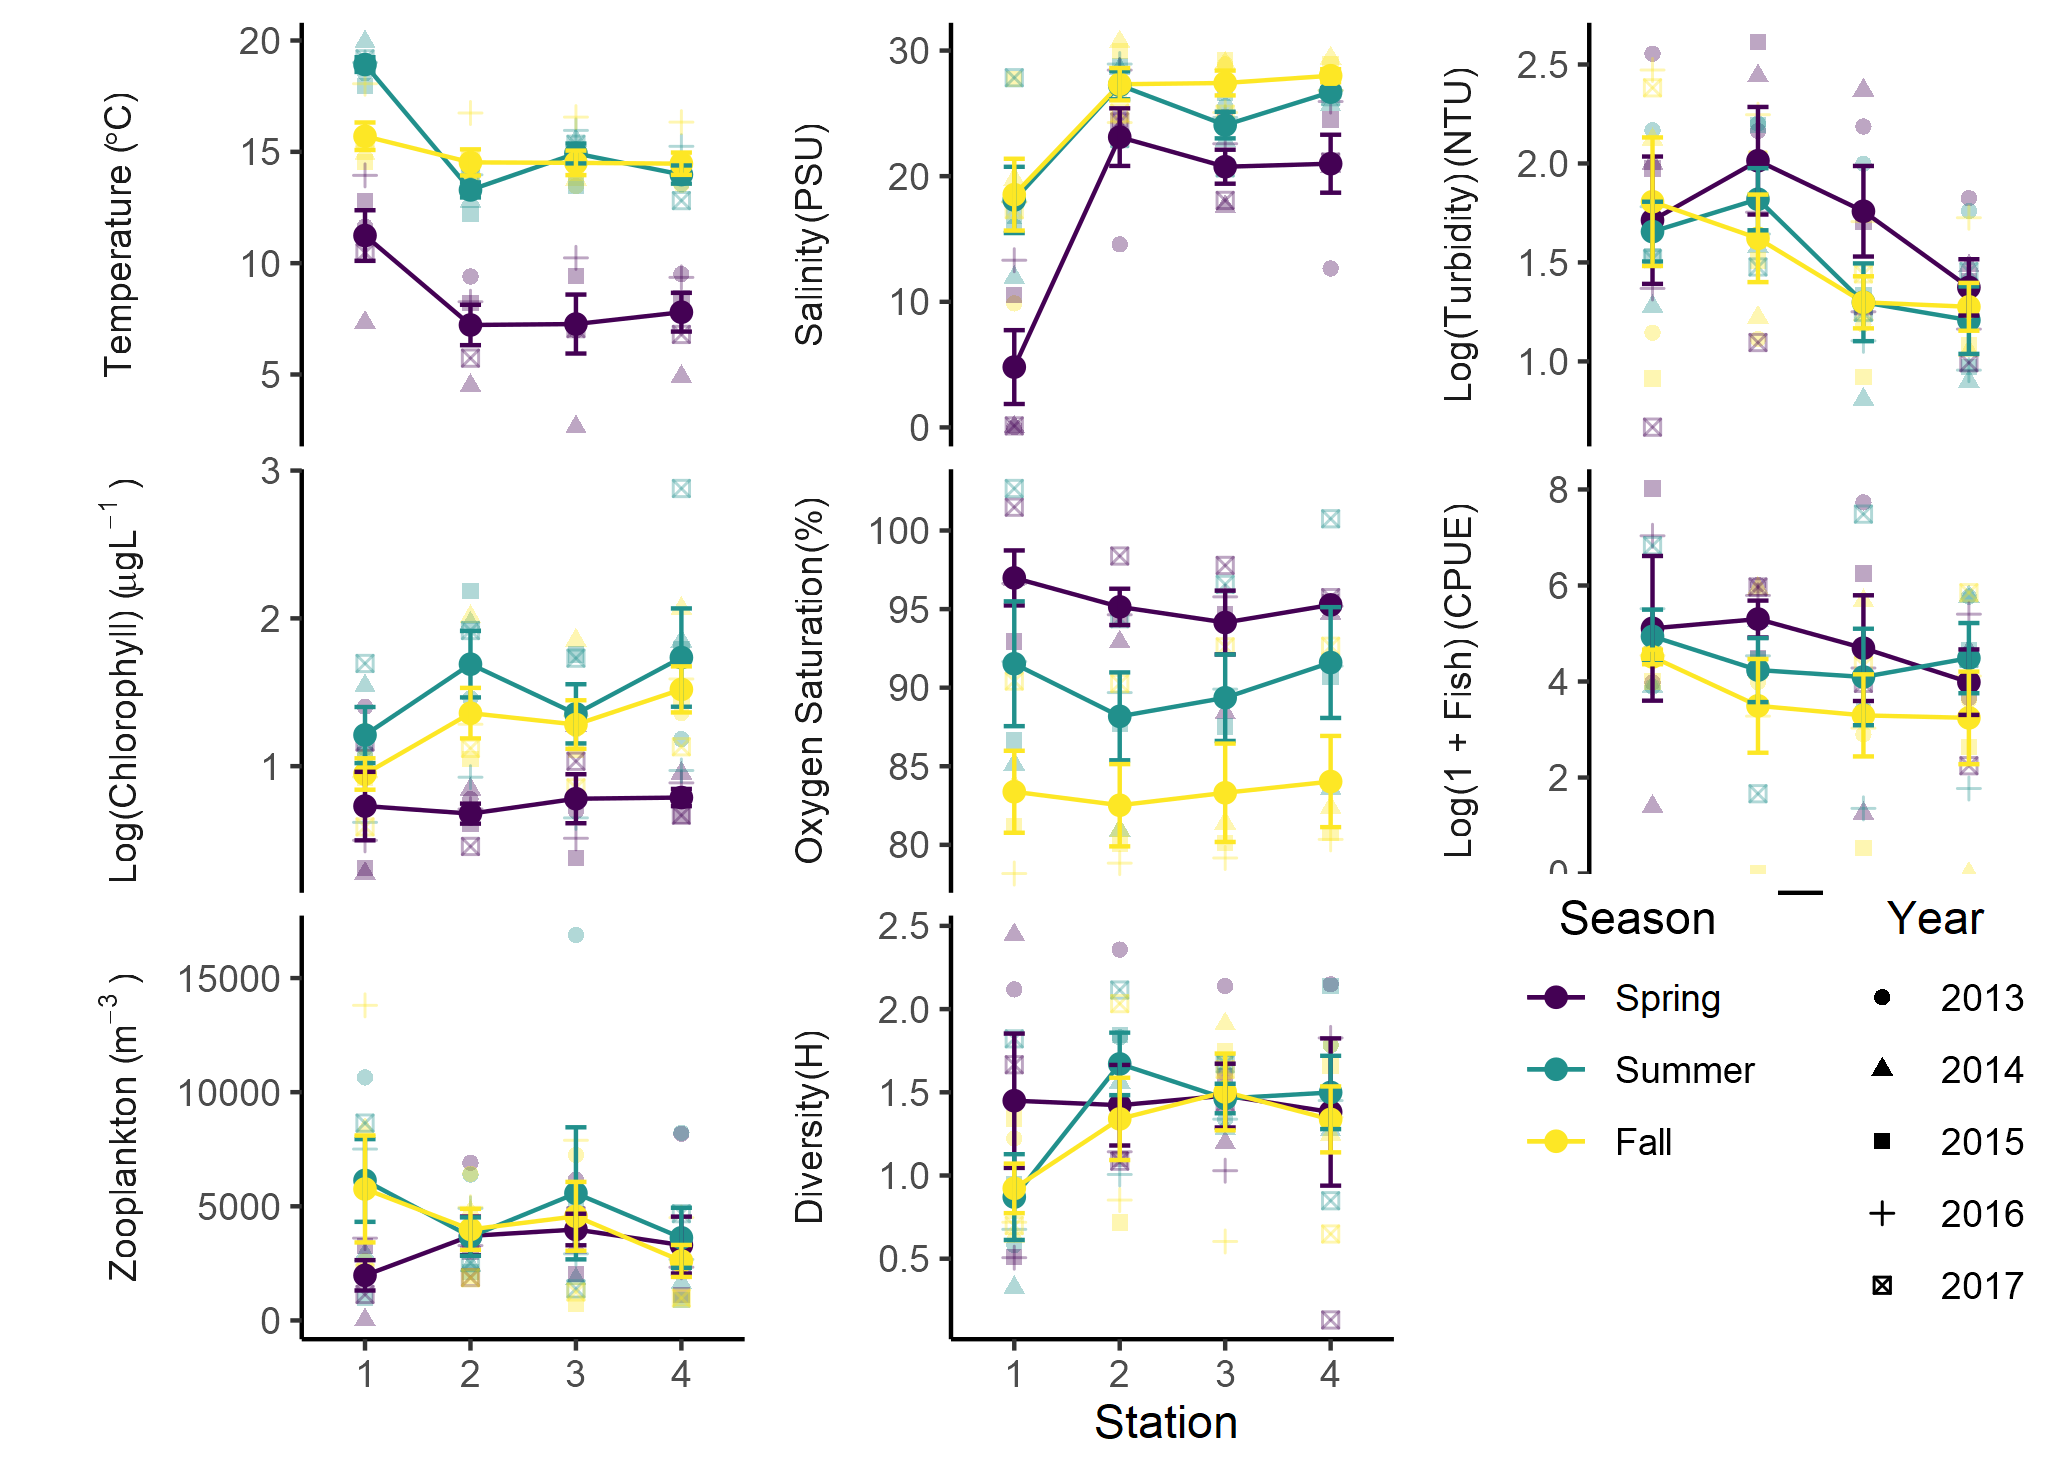 Temperature (°C)
20
15
10
5
Salinity (PSU)
30
20
10
0
Log(Turbidity) (NTU)
2.5
2.0
1.5
1.0
Log(Chlorophyll) (µgL⁻¹ )
3
2
1
Oxygen Saturation(%)
100
95
90
85
80
Log(1 + Fish) (CPUE)
8
6
4
2
0
Zooplankton (m⁻³ )
15000
10000
5000
0
1 2 3 4
Diversity(H)
2.5
2.0
1.5
1.0
0.5
1 2 3 4
Station
Season
Spring
Summer
Fall
Year
2013
2014
2015
2016
2017